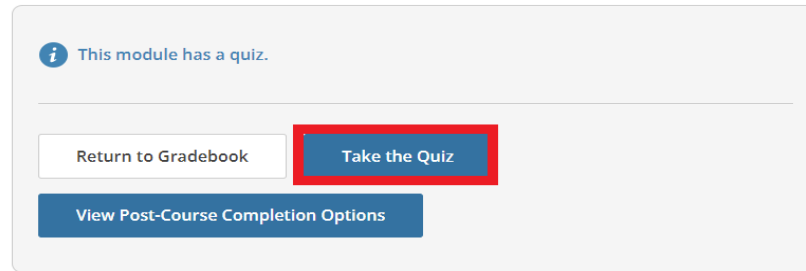 This module has a quiz.
Return to Gradebook
Take the Quiz
View Post-Course Completion Options